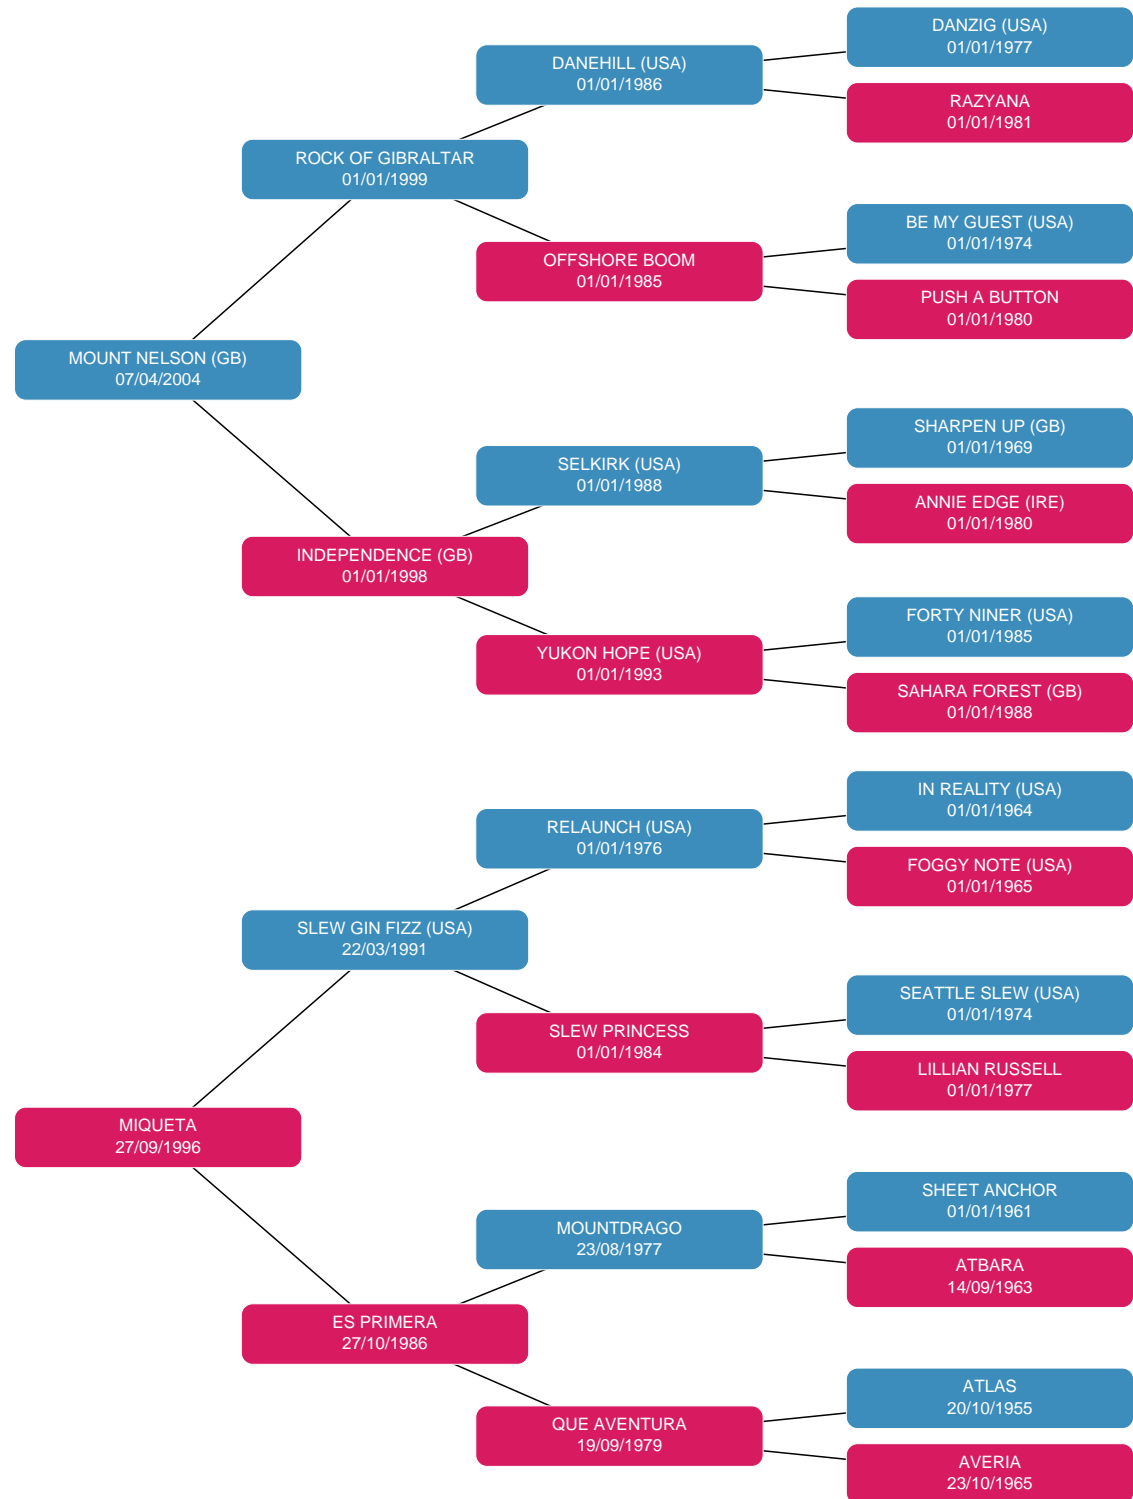 DANZIG (USA)
01/01/1977
DANEHILL (USA)
01/01/1986
RAZYANA
01/01/1981
ROCK OF GIBRALTAR
01/01/1999
BE MY GUEST (USA)
01/01/1974
OFFSHORE BOOM
01/01/1985
PUSH A BUTTON
01/01/1980
MOUNT NELSON (GB)
07/04/2004
SHARPEN UP (GB)
01/01/1969
SELKIRK (USA)
01/01/1988
ANNIE EDGE (IRE)
01/01/1980
INDEPENDENCE (GB)
01/01/1998
FORTY NINER (USA)
01/01/1985
YUKON HOPE (USA)
01/01/1993
SAHARA FOREST (GB)
01/01/1988
IN REALITY (USA)
01/01/1964
RELAUNCH (USA)
01/01/1976
FOGGY NOTE (USA)
01/01/1965
SLEW GIN FIZZ (USA)
22/03/1991
SEATTLE SLEW (USA)
01/01/1974
SLEW PRINCESS
01/01/1984
LILLIAN RUSSELL
01/01/1977
MIQUETA
27/09/1996
SHEET ANCHOR
01/01/1961
MOUNTDRAGO
23/08/1977
ATBARA
14/09/1963
ES PRIMERA
27/10/1986
ATLAS
20/10/1955
QUE AVENTURA
19/09/1979
AVERIA
23/10/1965